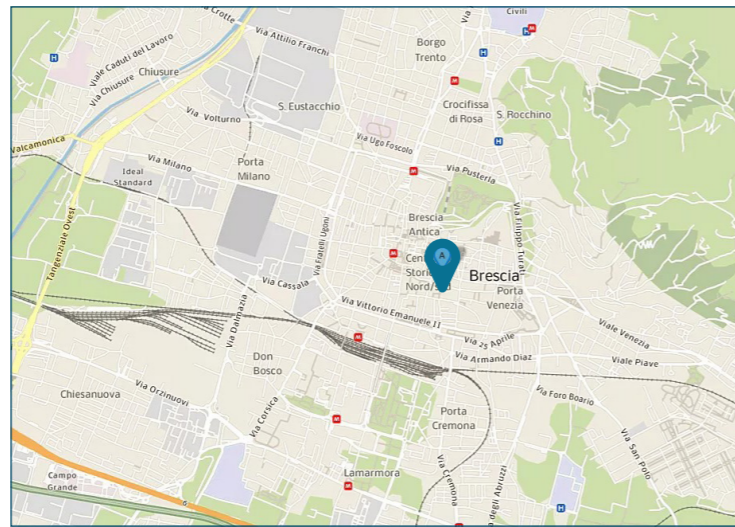 Via Crotte
Civili
M
Borgo
Trento
H
H
Via Attilio Franchi
Viale Caduti del Lavoro
Chiusure
Via Chiusure
M
S. Eustacchio
Crocifissa
di Rosa
S. Rocchino
Via Volturno
Via Ugo Foscolo
H
Valcamonica
Via Milano
Porta
Milano
Ideal
Standard
M
Via Pusteria
Via Filippo Turati
Brescia
Antica
Via Fratelli Ugoni
M
A
Tangenziale Ovest
Via Cassala
Brescia
Porta
Venezia
Via Vittorio Emanuele II
Viale Venezia
Via Dalmazia
M
Via 25 Aprile
Don
Bosco
Via Armando Diaz
Viale Piave
Chiesanuova
Via Orzinuovi
Via Corsica
M
Porta
Cremona
Via Foro Boario
Via San Polo
Lamarmora
Campo
Grande
M
Via Cremona
degli Abruzzi
H
6
M